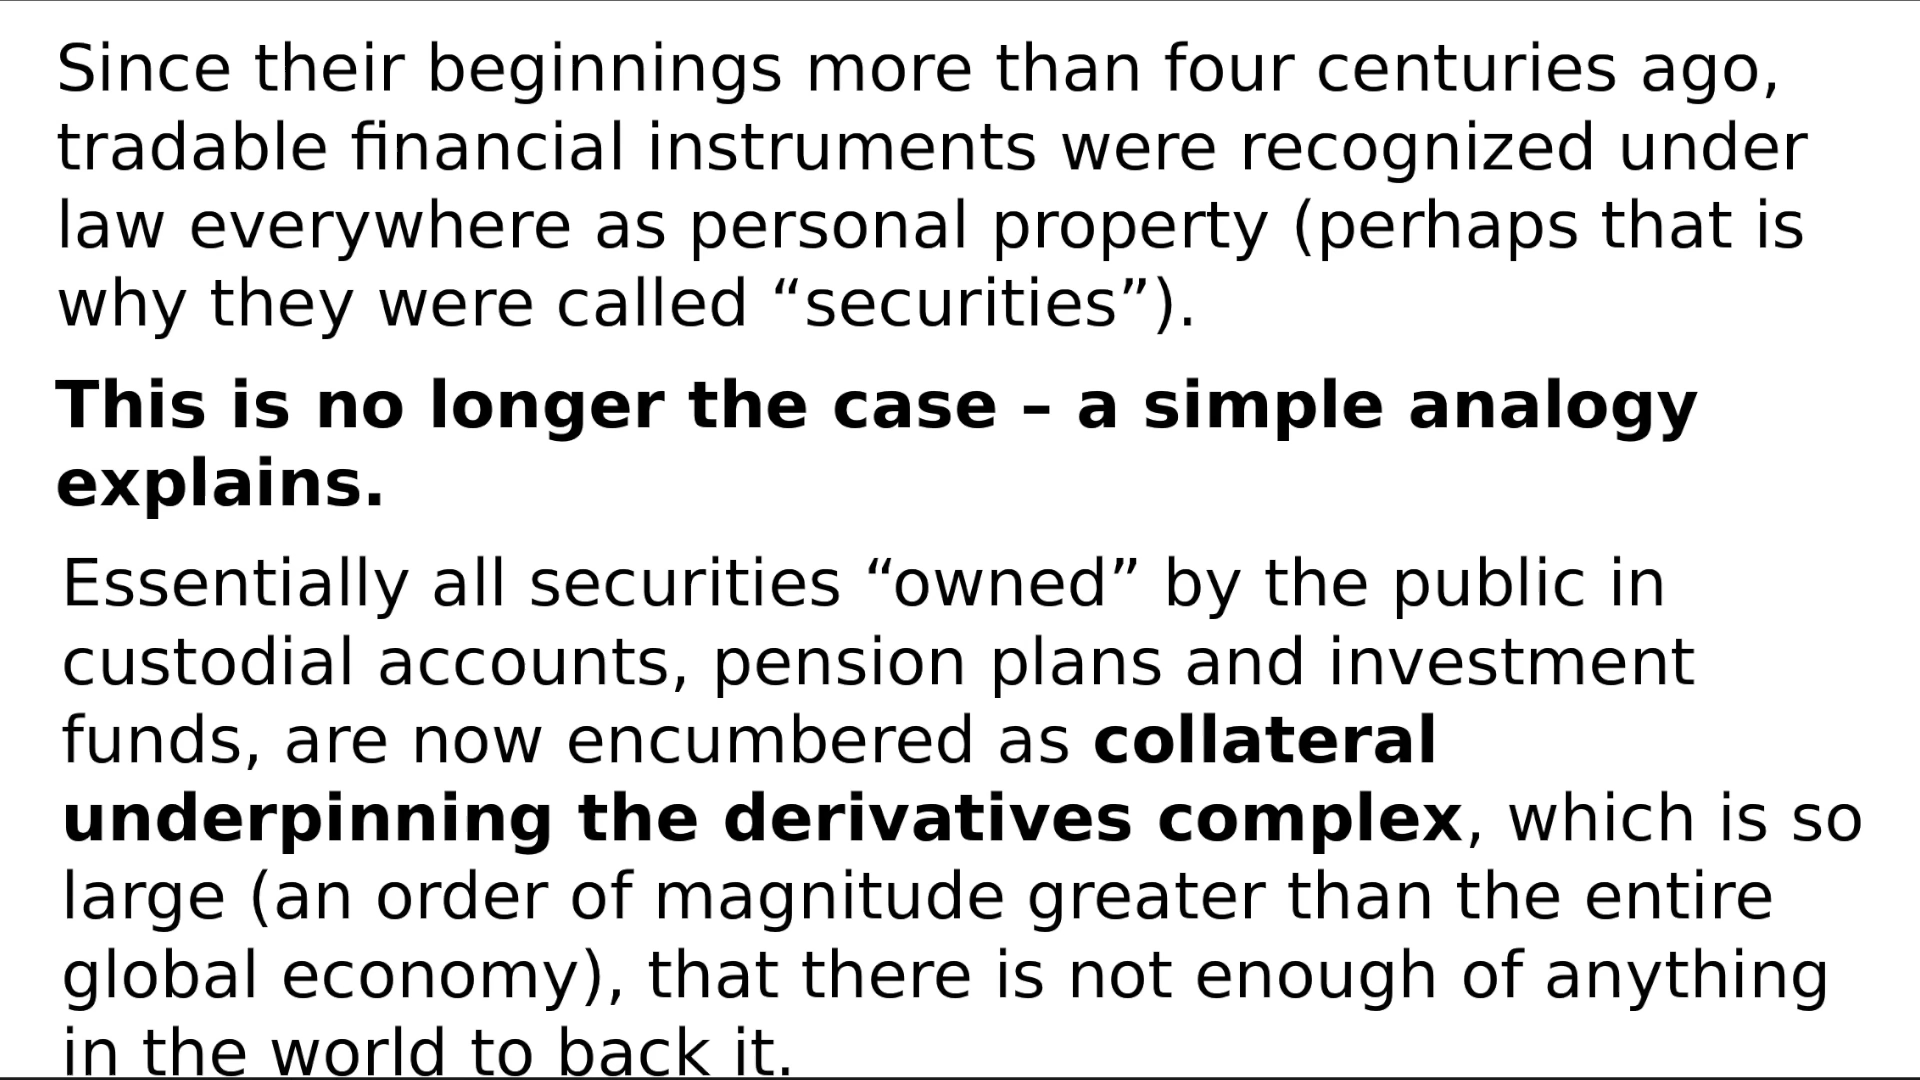 Since their beginnings more than four centuries ago,
tradable financial instruments were recognized under
law everywhere as personal property (perhaps that is
why they were called “securities”).
This is no longer the case – a simple analogy
explains.
Essentially all securities “owned” by the public in
custodial accounts, pension plans and investment
funds, are now encumbered as collateral
underpinning the derivatives complex, which is so
large (an order of magnitude greater than the entire
global economy), that there is not enough of anything
in the world to back it.